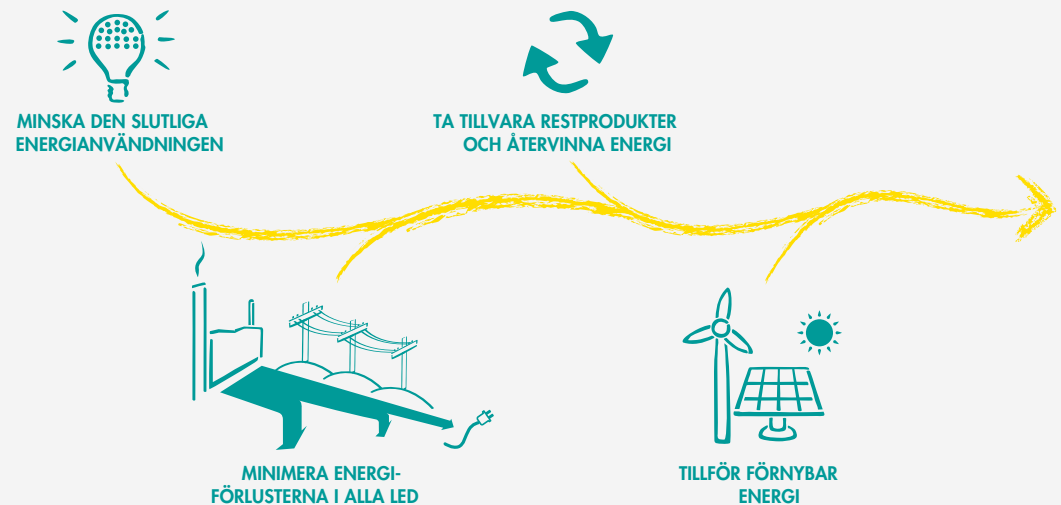 MINSKA DEN SLUTLIGA
ENERGIANVÄNDNINGEN
TA TILLVARA RESTPRODUKTER
OCH ÅTERVINNA ENERGI
MINIMERA ENERGI-
FÖRLUSTERNA I ALLA LED
TILLFÖR FÖRNYBAR
ENERGI